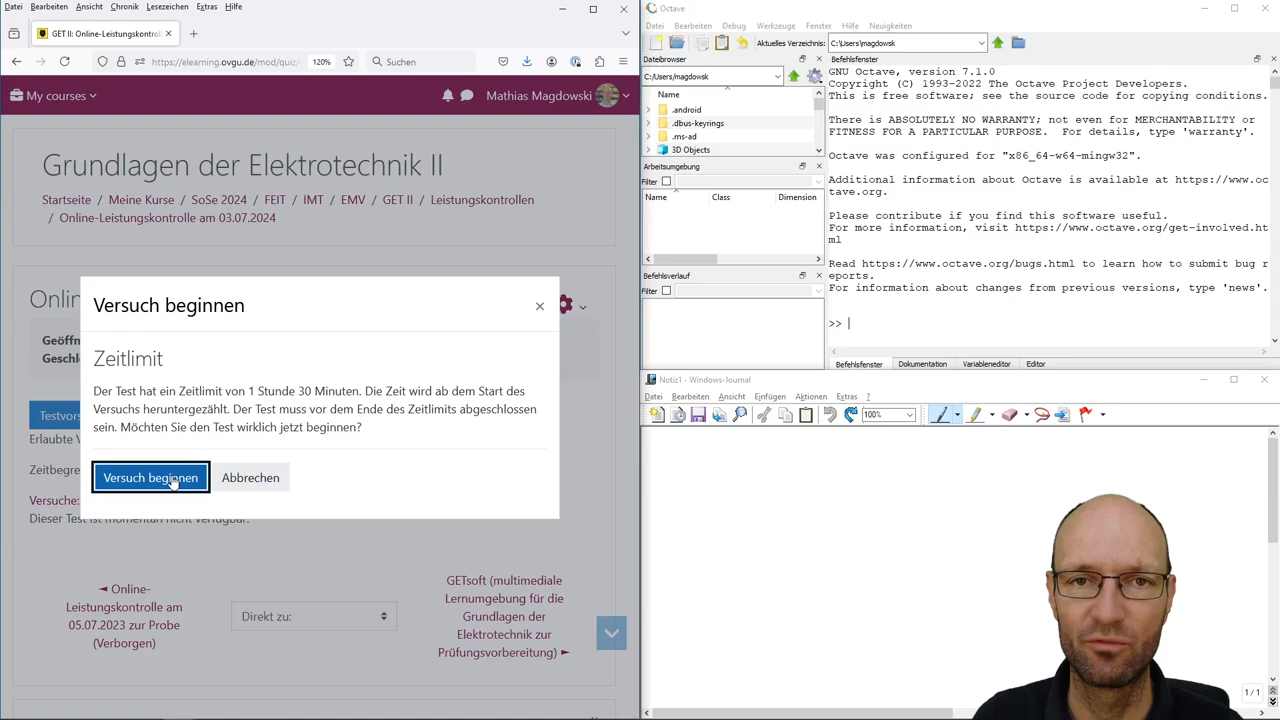 Datei Bearbeiten Ansicht Chronik Lesezeichen Extras Hilfe
GET II: Online-Leistungskontrol
https://elearning.ovgu.de/mod/quiz/
120%
Suchen
My courses
Mathias Magdowski
Grundlagen der Elektrotechnik II
Startseite / Meine Kurse / SoSe2024 / FEIT / IMT / EMV / GET II / Leistungskontrollen
/ Online-Leistungskontrolle am 03.07.2024
Versuch beginnen
Zeitlimit
Der Test hat ein Zeitlimit von 1 Stunde 30 Minuten. Die Zeit wird ab dem Start des
Versuchs heruntergezählt. Der Test muss vor dem Ende des Zeitlimits abgeschlossen
sein. Möchten Sie den Test wirklich jetzt beginnen?
Versuch beginnen
Abbrechen
Versuche:
Dieser Test ist momentan nicht verfügbar.
◄ Online-
Leistungskontrolle am
05.07.2023 zur Probe
(Verborgen)
Direkt zu:
GETsoft (multimediale
Lernumgebung für die
Grundlagen der
Elektrotechnik zur
Prüfungsvorbereitung) ►
Octave
Datei Bearbeiten Debug Werkzeuge Fenster Hilfe Neuigkeiten
Aktuelles Verzeichnis: C:\Users\magdowsk
Dateibrowser
C:/Users/magdowsk
Name
.android
.dbus-keyrings
.ms-ad
3D Objects
Arbeitsumgebung
Filter
Name Class Dimension
Befehlsverlauf
Filter
Befehlsfenster
GNU Octave, version 7.1.0
Copyright (C) 1993-2022 The Octave Project Developers.
This is free software; see the source code for copying conditions.
There is ABSOLUTELY NO WARRANTY; not even for MERCHANTABILITY or
FITNESS FOR A PARTICULAR PURPOSE.  For details, type 'warranty'.
Octave was configured for "x86_64-w64-mingw32".
Additional information about Octave is available at https://www.oc
tave.org.
Please contribute if you find this software useful.
For more information, visit https://www.octave.org/get-involved.ht
ml
Read https://www.octave.org/bugs.html to learn how to submit bug r
eports.
For information about changes from previous versions, type 'news'.
>>
Befehlsfenster Dokumentation Variableneditor Editor
Notiz1 - Windows-Journal
Datei Bearbeiten Ansicht Einfügen Aktionen Extras ?
100%
1 / 1